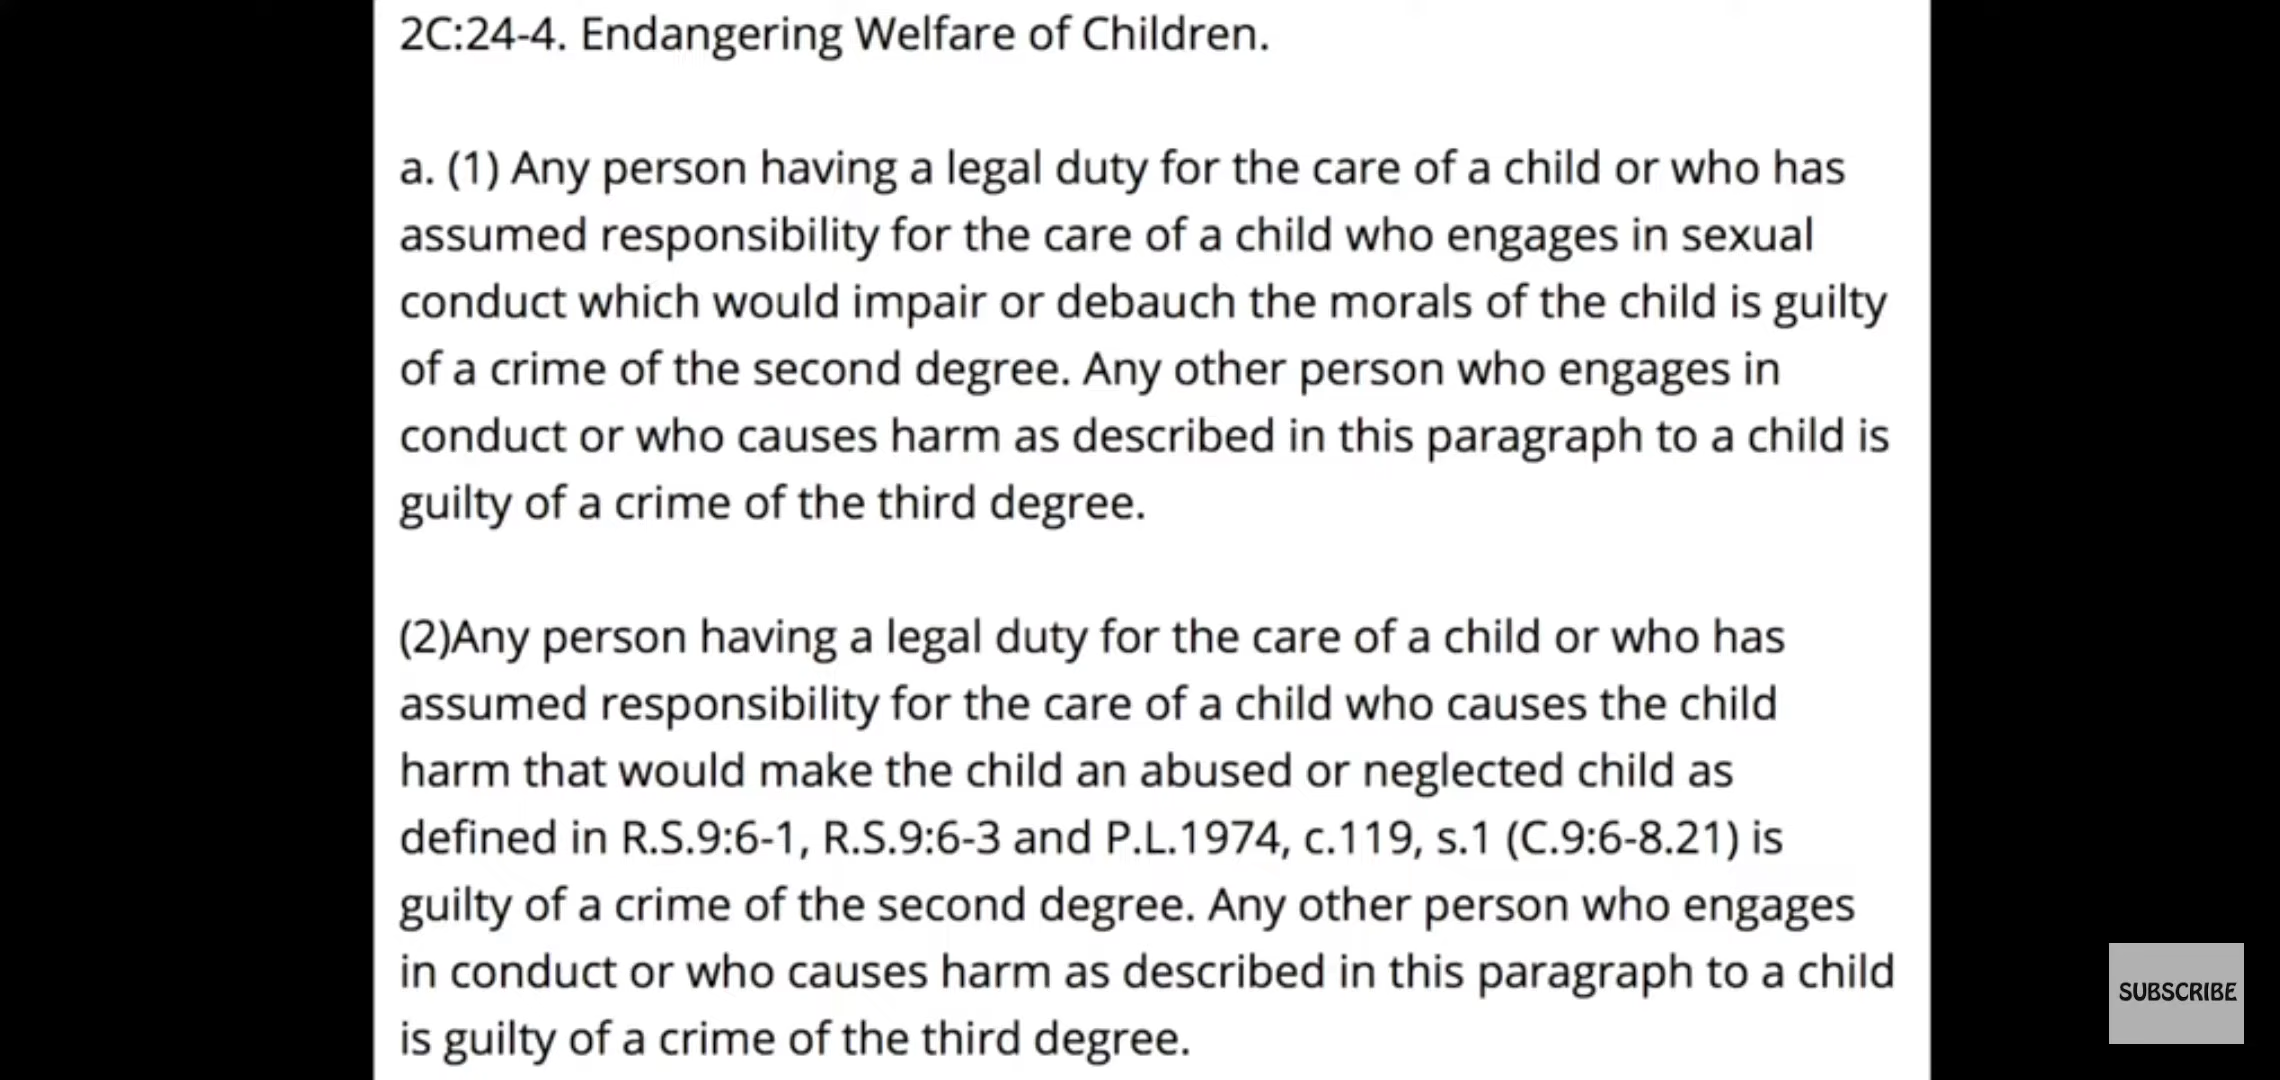 2C:24-4. Endangering Welfare of Children.
a. (1) Any person having a legal duty for the care of a child or who has
assumed responsibility for the care of a child who engages in sexual
conduct which would impair or debauch the morals of the child is guilty
of a crime of the second degree. Any other person who engages in
conduct or who causes harm as described in this paragraph to a child is
guilty of a crime of the third degree.
(2)Any person having a legal duty for the care of a child or who has
assumed responsibility for the care of a child who causes the child
harm that would make the child an abused or neglected child as
defined in R.S.9:6-1, R.S.9:6-3 and P.L.1974, c.119, s.1 (C.9:6-8.21) is
guilty of a crime of the second degree. Any other person who engages
in conduct or who causes harm as described in this paragraph to a child
is guilty of a crime of the third degree.
SUBSCRIBE